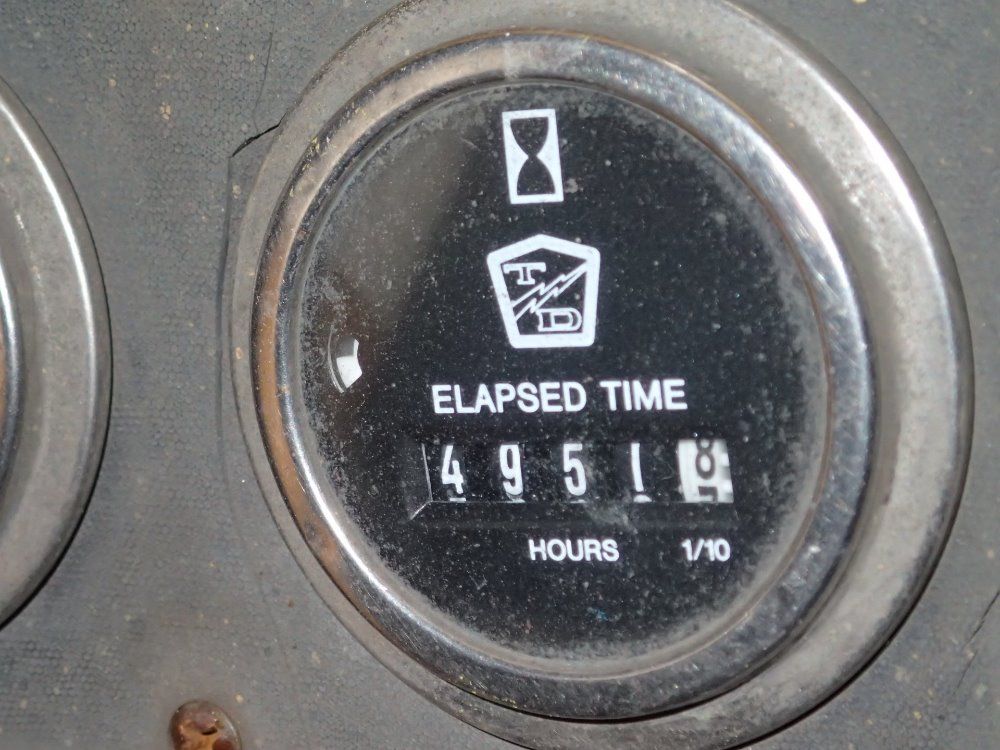 T
D
ELAPSED TIME
4951 8
HOURS 1/10